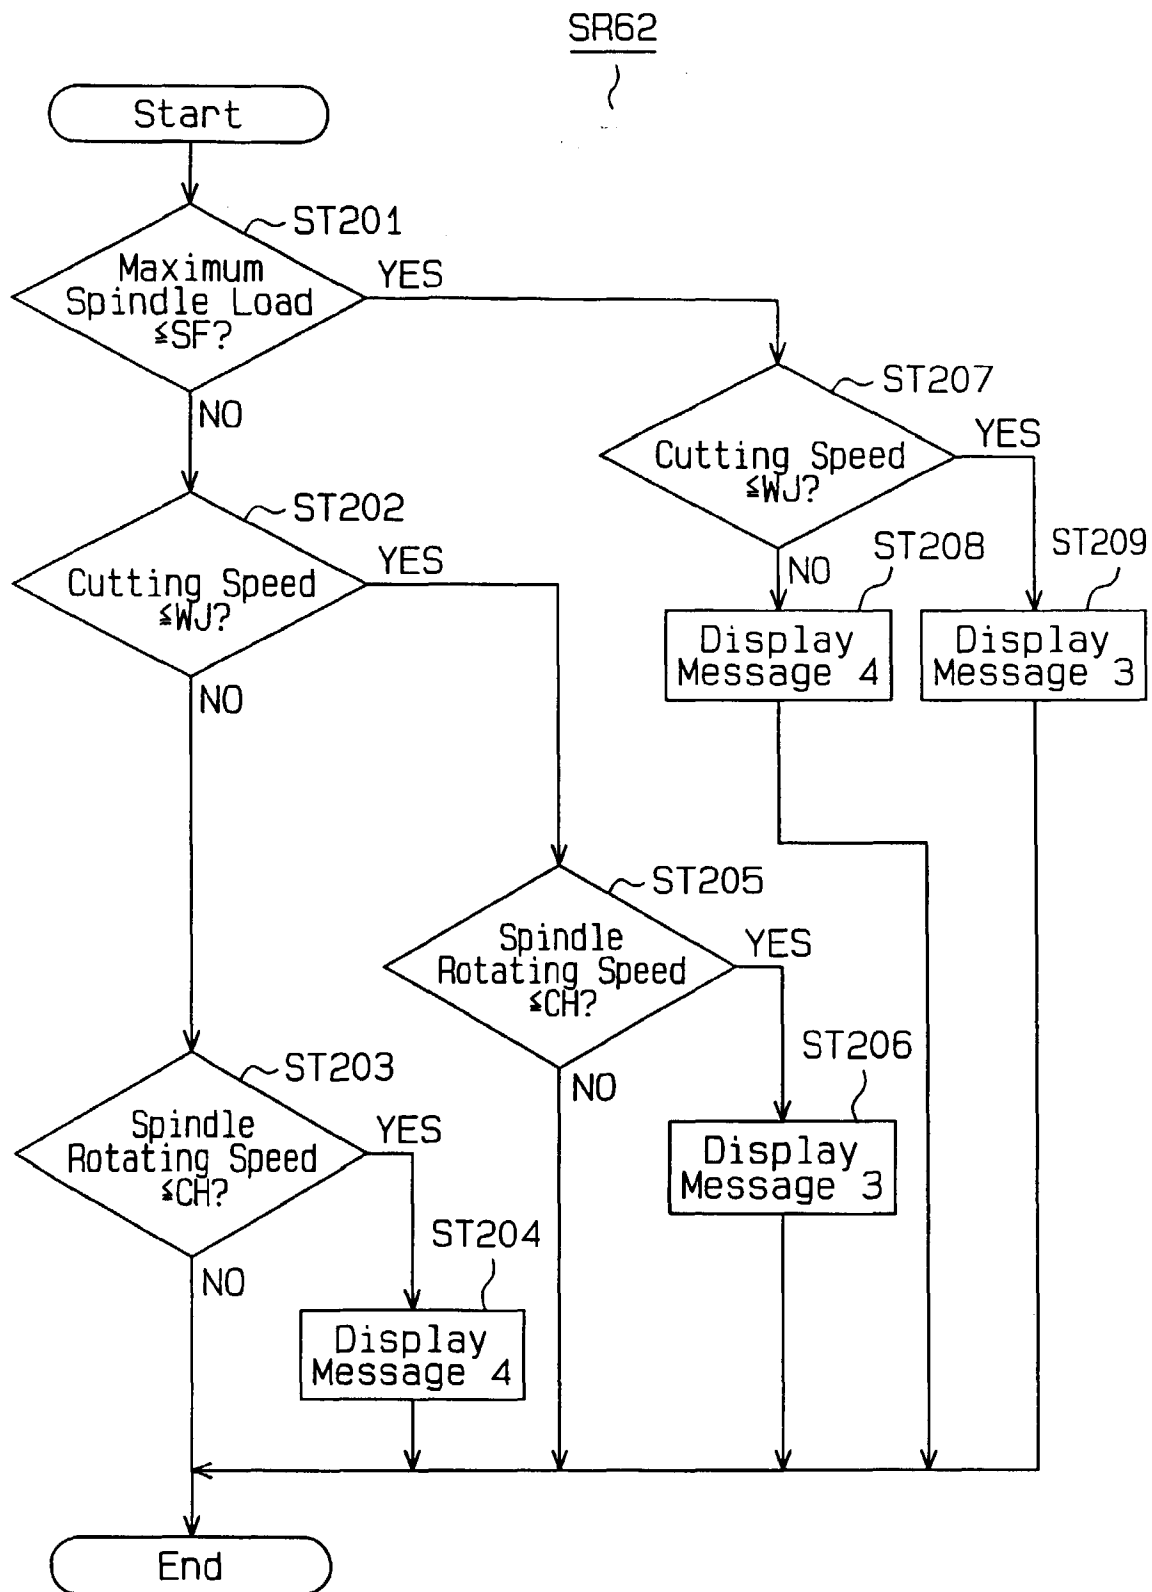 SR62
Start
ST201
Maximum
Spindle Load
≦SF?
YES
NO
ST207
Cutting Speed
≦WJ?
YES
NO
ST202
Cutting Speed
≦WJ?
YES
NO
ST208
Display
Message 4
ST209
Display
Message 3
ST205
Spindle
Rotating Speed
≦CH?
YES
NO
ST206
Display
Message 3
ST203
Spindle
Rotating Speed
≦CH?
YES
NO
ST204
Display
Message 4
End